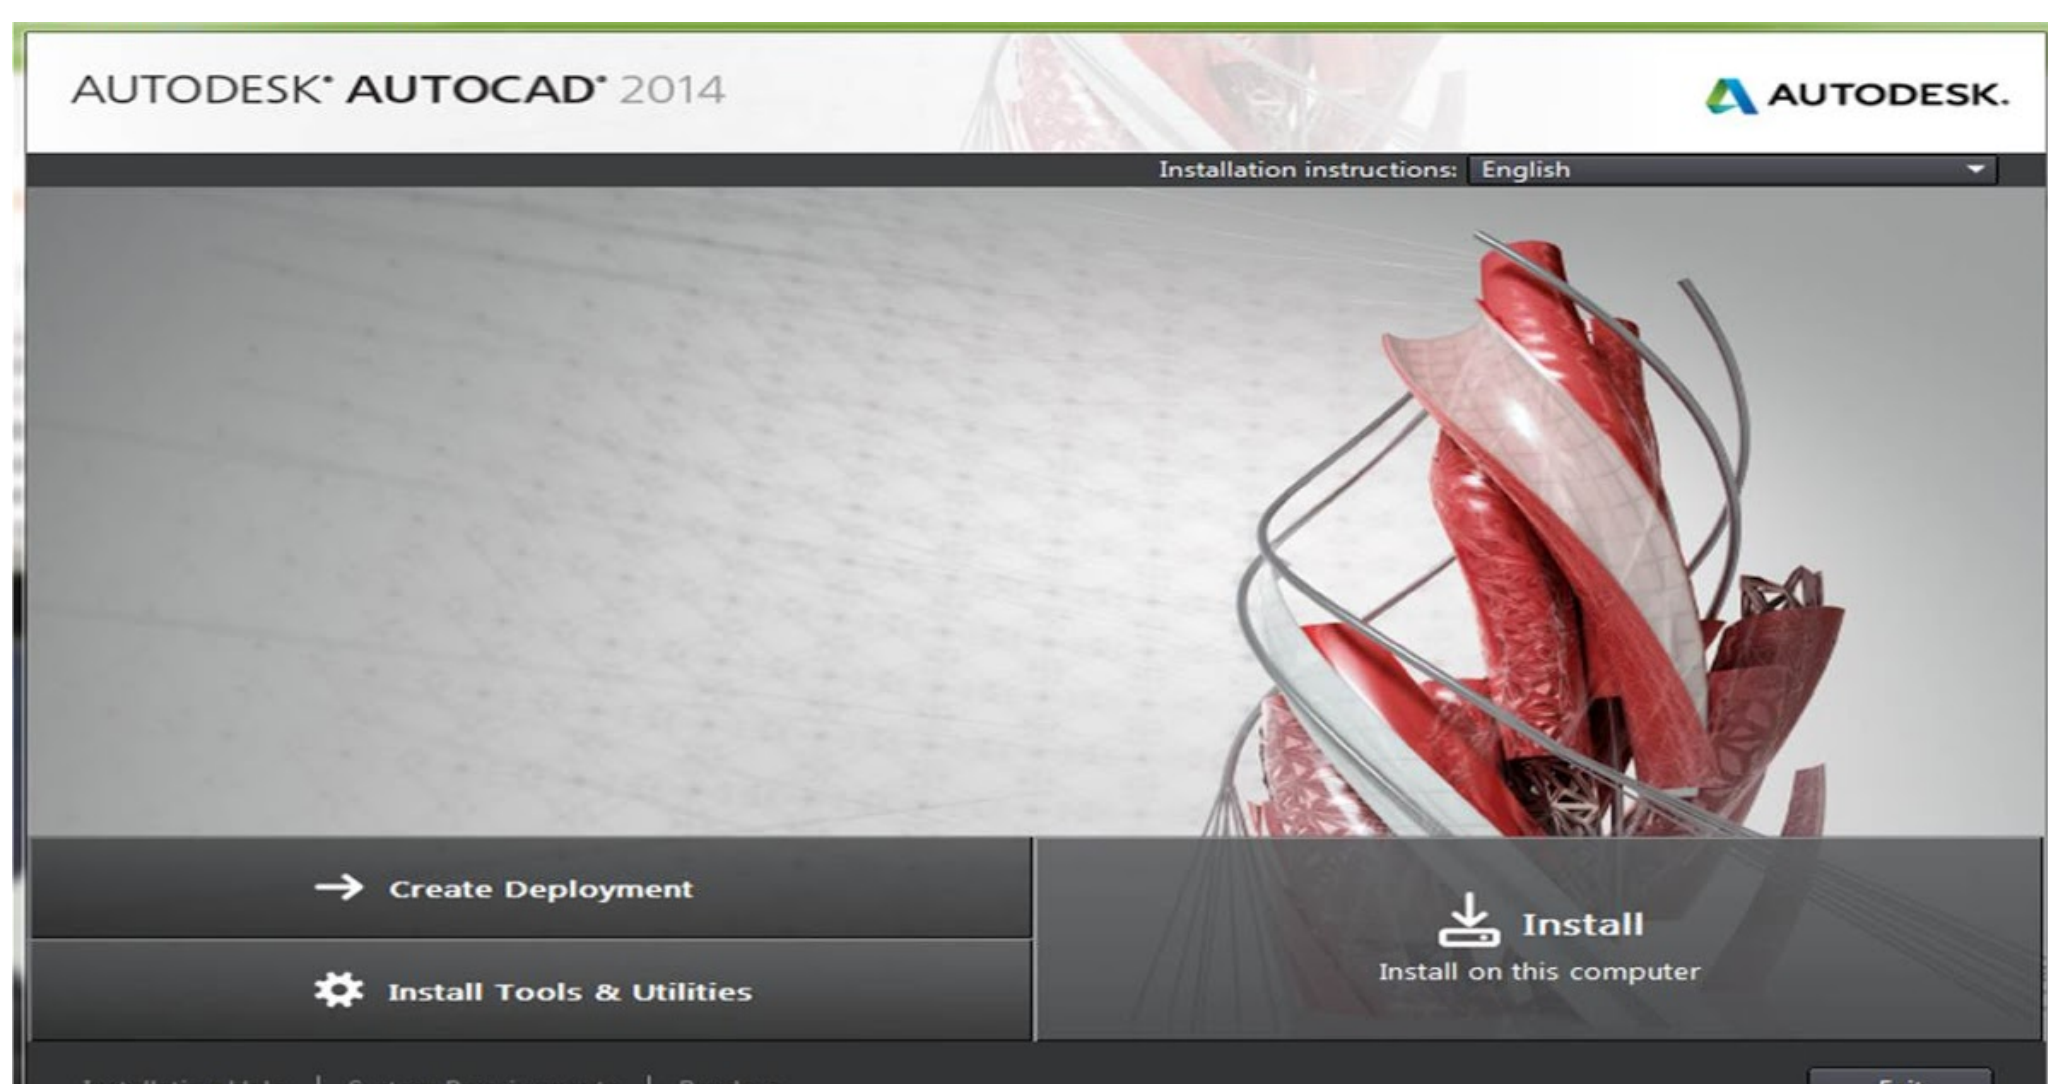 AUTODESK® AUTOCAD® 2014
AUTODESK.
Installation instructions: English
Create Deployment
Install Tools & Utilities
Install
Install on this computer